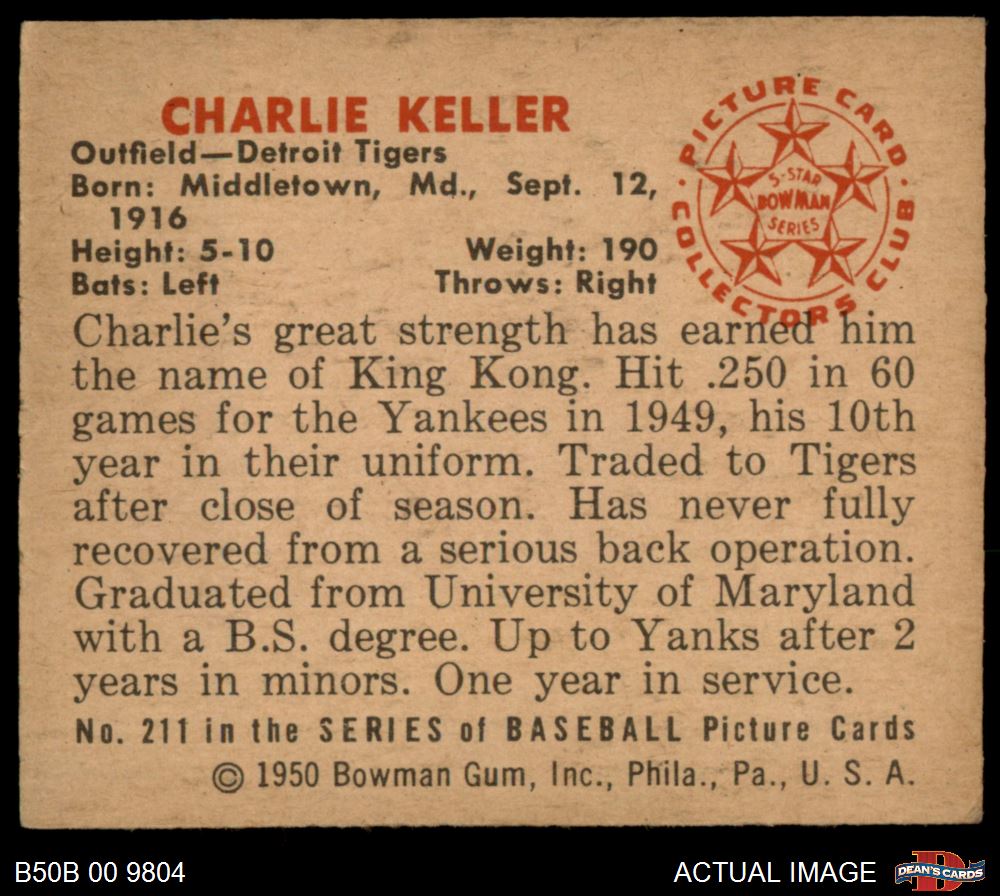 CHARLIE KELLER
Outfield—Detroit Tigers
Born: Middletown, Md., Sept. 12,
1916
Height: 5-10 Weight: 190
Bats: Left Throws: Right
PICTURE CARD
COLLECTORS CLUB
5-STAR
BOWMAN
SERIES
Charlie's great strength has earned him
the name of King Kong. Hit .250 in 60
games for the Yankees in 1949, his 10th
year in their uniform. Traded to Tigers
after close of season. Has never fully
recovered from a serious back operation.
Graduated from University of Maryland
with a B.S. degree. Up to Yanks after 2
years in minors. One year in service.
No. 211 in the SERIES of BASEBALL Picture Cards
© 1950 Bowman Gum, Inc., Phila., Pa., U. S. A.
B50B 00 9804 ACTUAL IMAGE
DEAN'S CARDS